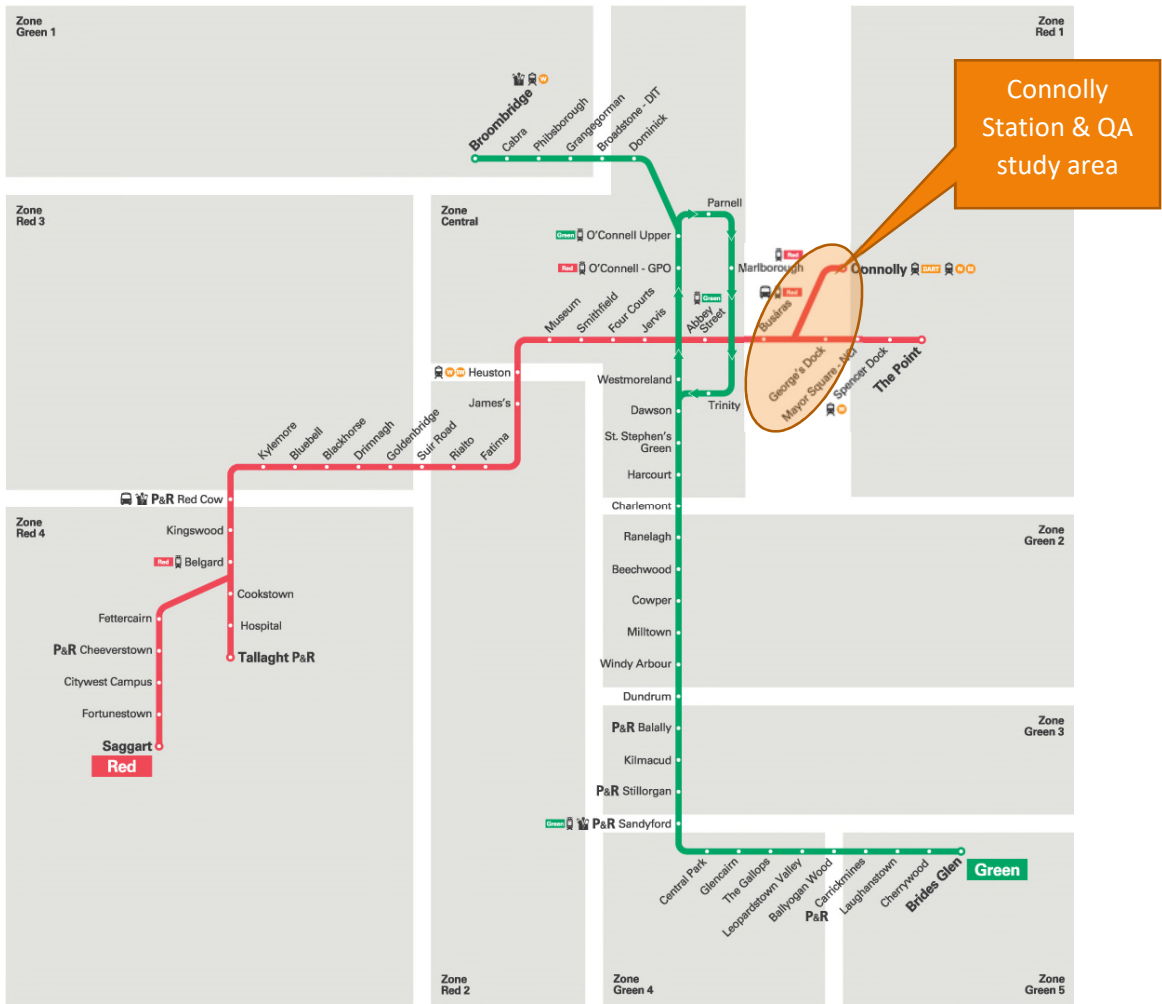 Zone
Green 1
Zone
Red 1
Connolly
Station & QA
study area
W
Broombridge
Cabra
Phibsborough
Grangegorman
Broadstone - DIT
Dominick
Zone
Red 3
Zone
Central
Parnell
Green O'Connell Upper
Red O'Connell - GPO
Marlborough
Red
Connolly DART N W
Green
Red
Busáras
Museum
Smithfield
Four Courts
Jervis
Abbey
Street
George's Dock
Mayor Square - NCI
Spencer Dock
The Point
W
W SW Heuston
James's
Westmoreland
Trinity
Dawson
St. Stephen's
Green
Harcourt
Charlemont
Kylemore
Bluebell
Blackhorse
Drimnagh
Goldenbridge
Suir Road
Rialto
Fatima
P&R Red Cow
Zone
Red 4
Kingswood
Red Belgard
Cookstown
Fettercairn
Hospital
P&R Cheeverstown
Tallaght P&R
Citywest Campus
Fortunestown
Saggart
Red
Zone
Green 2
Ranelagh
Beechwood
Cowper
Milltown
Windy Arbour
Dundrum
Zone
Green 3
P&R Balally
Kilmacud
P&R Stillorgan
Green P&R Sandyford
Central Park
Glencairn
The Gallops
Leopardstown Valley
Ballyogan Wood
Carrickmines
P&R
Laughanstown
Cherrywood
Brides Glen
Green
Zone
Red 2
Zone
Green 4
Zone
Green 5